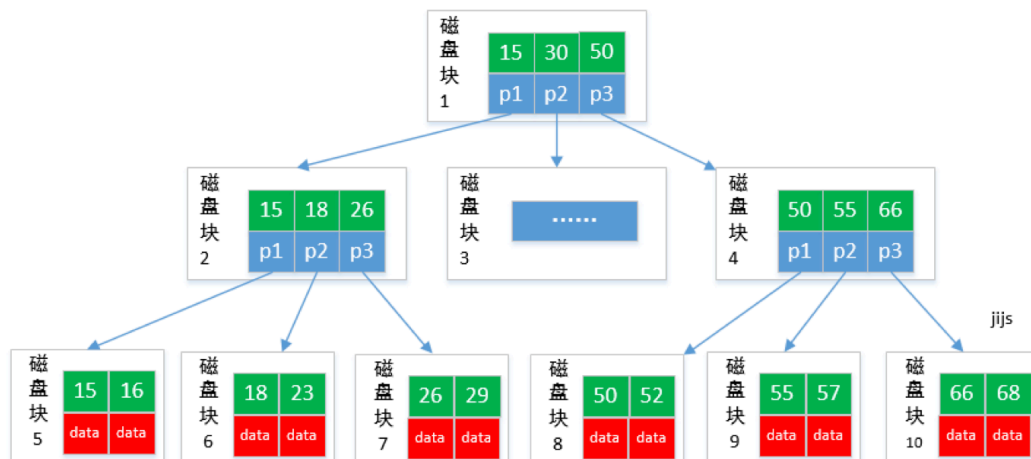 磁盘块1
15 30 50
p1 p2 p3
磁盘块2
15 18 26
p1 p2 p3
磁盘块3
......
磁盘块4
50 55 66
p1 p2 p3
jijs
磁盘块5
15 16
data data
磁盘块6
18 23
data data
磁盘块7
26 29
data data
磁盘块8
50 52
data data
磁盘块9
55 57
data data
磁盘块10
66 68
data data